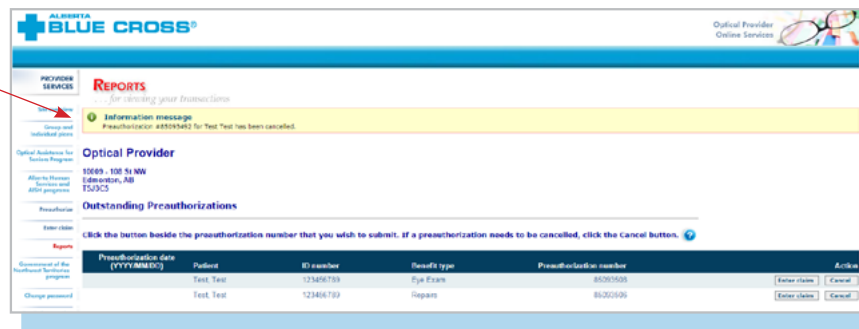 ALBERTA
BLUE CROSS®
Optical Provider
Online Services
PROVIDER
SERVICES
REPORTS
. . . for viewing your transactions
Information message
Preauthorization #85093492 for Test Test has been cancelled.
Group and
individual plans
Optical Assistance for
Seniors Program
Alberta Human
Services and
AISH programs
Preauthorize
Enter claim
Reports
Government of the
Northwest Territories
program
Change password
Optical Provider
10009 - 108 St NW
Edmonton, AB
T5J3C5
Outstanding Preauthorizations
Click the button beside the preauthorization number that you wish to submit. If a preauthorization needs to be cancelled, click the Cancel button.
Preauthorization date
(YYYY/MM/DD) Patient ID number Benefit type Preauthorization number Action
Test, Test 123456789 Eye Exam Enter claim Cancel
Test, Test 123456789 Repairs Enter claim Cancel